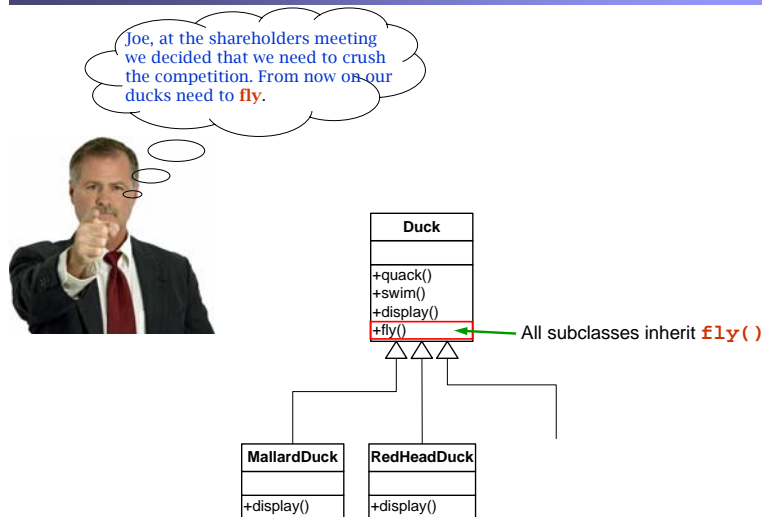 Joe, at the shareholders meeting
we decided that we need to crush
the competition. From now on our
ducks need to fly.
Duck
+quack()
+swim()
+display()
+fly()
All subclasses inherit fly()
MallardDuck
+display()
RedHeadDuck
+display()